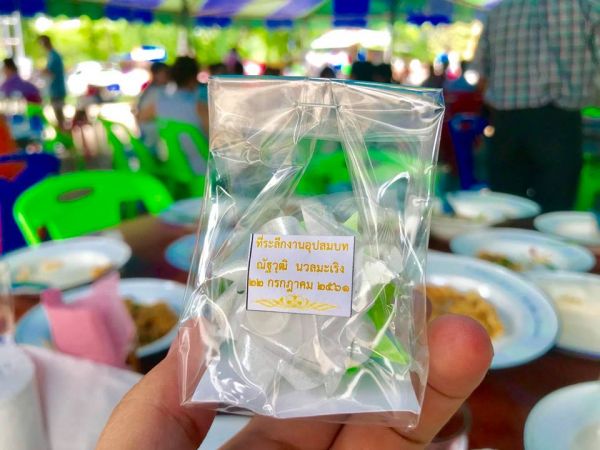 ที่ระลึกงานอุปสมบท
ณัฐวุฒิ นวลมะเริง
๒๒ กรกฎาคม ๒๕๖๑